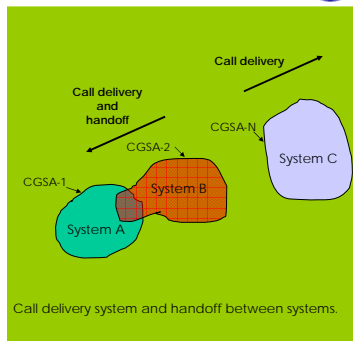 Call delivery
Call delivery
and
handoff
CGSA-N
CGSA-2
System C
CGSA-1
System B
System A
Call delivery system and handoff between systems.